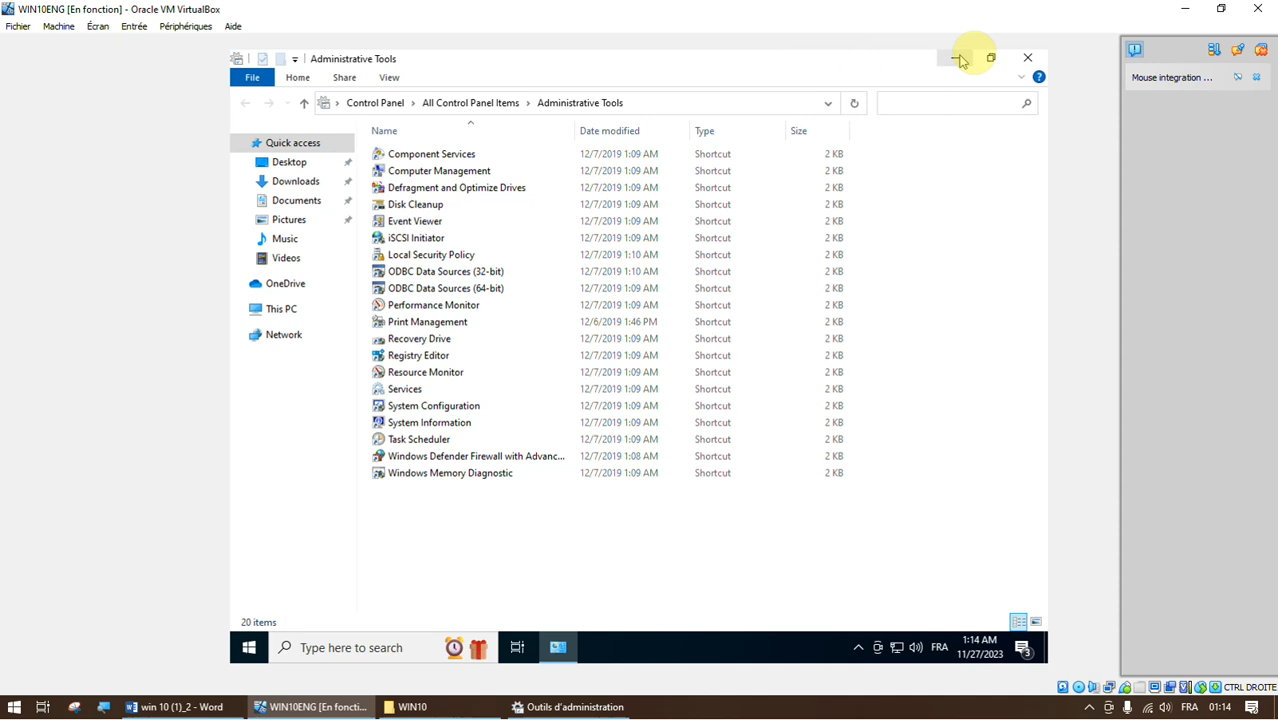 WIN10ENG [En fonction] - Oracle VM VirtualBox
Fichier Machine Écran Entrée Périphériques Aide
Administrative Tools
File Home Share View
Control Panel > All Control Panel Items > Administrative Tools
Mouse integration ...
Name Date modified Type Size
Quick access
Desktop
Downloads
Documents
Pictures
Music
Videos
OneDrive
This PC
Network
Component Services 12/7/2019 1:09 AM Shortcut 2 KB
Computer Management 12/7/2019 1:09 AM Shortcut 2 KB
Defragment and Optimize Drives 12/7/2019 1:09 AM Shortcut 2 KB
Disk Cleanup 12/7/2019 1:09 AM Shortcut 2 KB
Event Viewer 12/7/2019 1:09 AM Shortcut 2 KB
iSCSI Initiator 12/7/2019 1:09 AM Shortcut 2 KB
Local Security Policy 12/7/2019 1:10 AM Shortcut 2 KB
ODBC Data Sources (32-bit) 12/7/2019 1:10 AM Shortcut 2 KB
ODBC Data Sources (64-bit) 12/7/2019 1:09 AM Shortcut 2 KB
Performance Monitor 12/7/2019 1:09 AM Shortcut 2 KB
Print Management 12/6/2019 1:46 PM Shortcut 2 KB
Recovery Drive 12/7/2019 1:09 AM Shortcut 2 KB
Registry Editor 12/7/2019 1:09 AM Shortcut 2 KB
Resource Monitor 12/7/2019 1:09 AM Shortcut 2 KB
Services 12/7/2019 1:09 AM Shortcut 2 KB
System Configuration 12/7/2019 1:09 AM Shortcut 2 KB
System Information 12/7/2019 1:09 AM Shortcut 2 KB
Task Scheduler 12/7/2019 1:09 AM Shortcut 2 KB
Windows Defender Firewall with Advanc... 12/7/2019 1:08 AM Shortcut 2 KB
Windows Memory Diagnostic 12/7/2019 1:09 AM Shortcut 2 KB
20 items
Type here to search
FRA
1:14 AM
11/27/2023
3
CTRL DROITE
win 10 (1)_2 - Word
WIN10ENG [En foncti...
WIN10
Outils d'administration
FRA 01:14